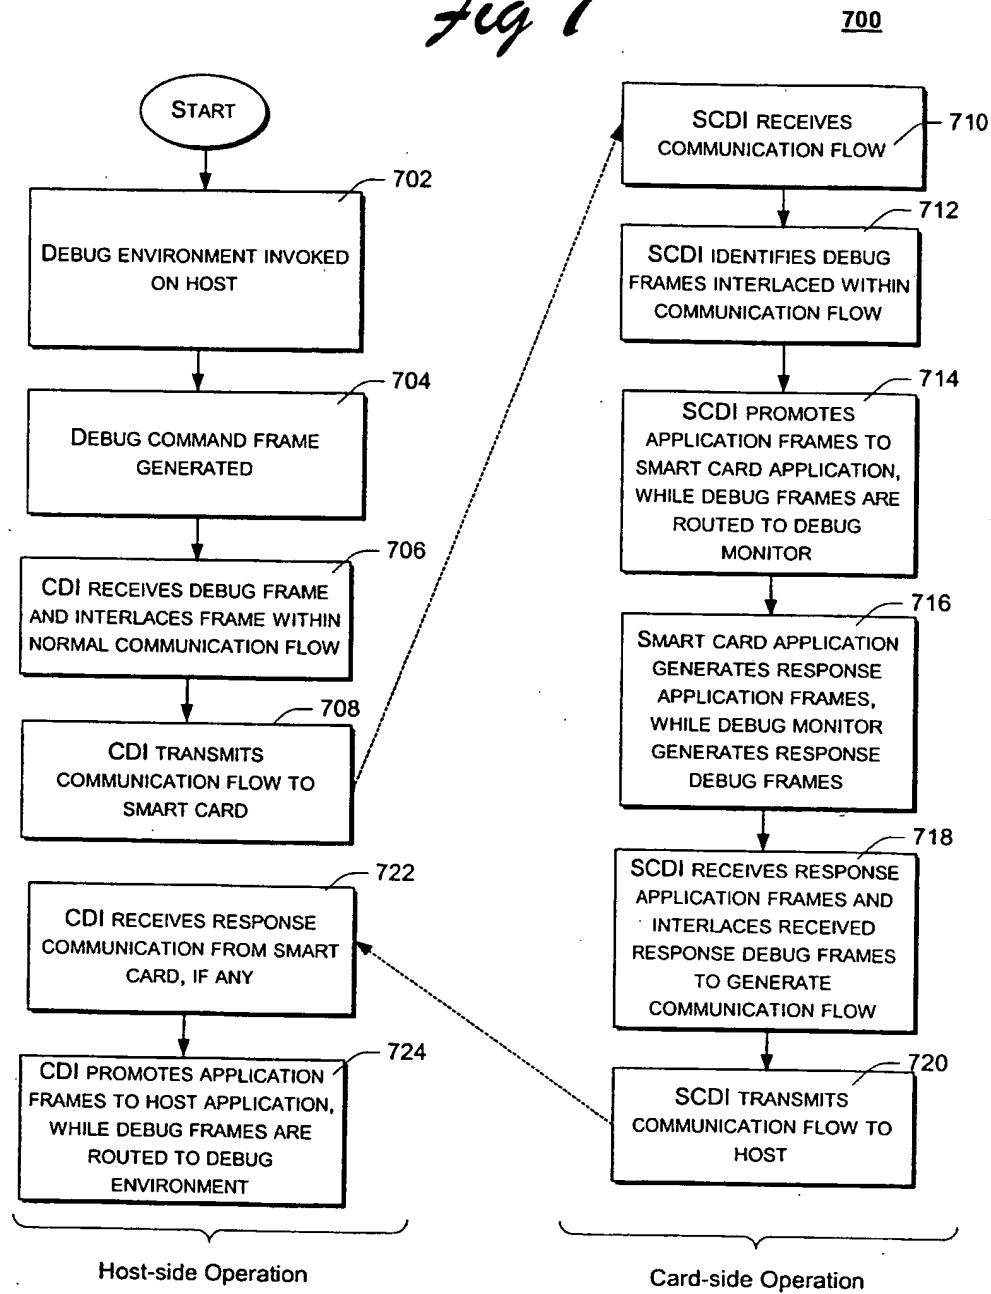 Fig 7
700
START
702
DEBUG ENVIRONMENT INVOKED
ON HOST
704
DEBUG COMMAND FRAME
GENERATED
706
CDI RECEIVES DEBUG FRAME
AND INTERLACES FRAME WITHIN
NORMAL COMMUNICATION FLOW
708
CDI TRANSMITS
COMMUNICATION FLOW TO
SMART CARD
710
SCDI RECEIVES
COMMUNICATION FLOW
712
SCDI IDENTIFIES DEBUG
FRAMES INTERLACED WITHIN
COMMUNICATION FLOW
714
SCDI PROMOTES
APPLICATION FRAMES TO
SMART CARD APPLICATION,
WHILE DEBUG FRAMES ARE
ROUTED TO DEBUG
MONITOR
716
SMART CARD APPLICATION
GENERATES RESPONSE
APPLICATION FRAMES,
WHILE DEBUG MONITOR
GENERATES RESPONSE
DEBUG FRAMES
718
SCDI RECEIVES RESPONSE
APPLICATION FRAMES AND
INTERLACES RECEIVED
RESPONSE DEBUG FRAMES
TO GENERATE
COMMUNICATION FLOW
720
SCDI TRANSMITS
COMMUNICATION FLOW TO
HOST
722
CDI RECEIVES RESPONSE
COMMUNICATION FROM SMART
CARD, IF ANY
724
CDI PROMOTES APPLICATION
FRAMES TO HOST APPLICATION,
WHILE DEBUG FRAMES ARE
ROUTED TO DEBUG
ENVIRONMENT
Host-side Operation
Card-side Operation